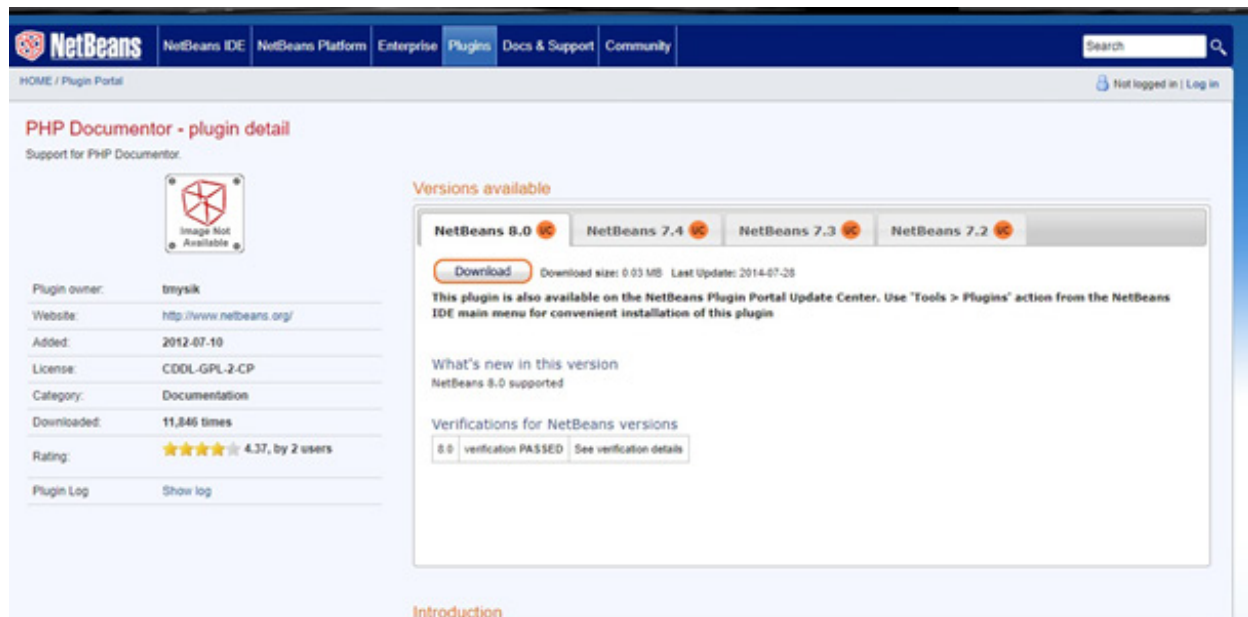 NetBeans
NetBeans IDE NetBeans Platform Enterprise Plugins Docs & Support Community
Search
HOME / Plugin Portal
Not logged in | Log in
PHP Documentor - plugin detail
Support for PHP Documentor.
Image Not
Available
Plugin owner: tmysik
Website: http://www.netbeans.org/
Added: 2012-07-10
License: CDDL-GPL-2-CP
Category: Documentation
Downloaded: 11,846 times
Rating: 4.37, by 2 users
Plugin Log Show log
Versions available
NetBeans 8.0 UC NetBeans 7.4 UC NetBeans 7.3 UC NetBeans 7.2 UC
Download Download size: 0.03 MB Last Update: 2014-07-28
This plugin is also available on the NetBeans Plugin Portal Update Center. Use 'Tools > Plugins' action from the NetBeans
IDE main menu for convenient installation of this plugin
What's new in this version
NetBeans 8.0 supported
Verifications for NetBeans versions
8.0 verification PASSED See verification details
Introduction